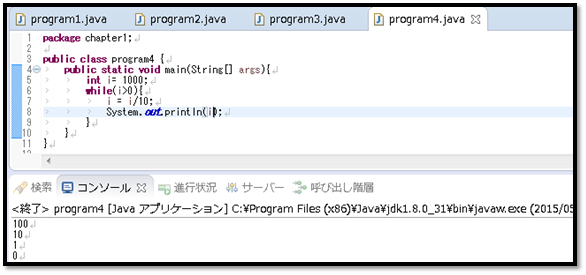 program1.java program2.java program3.java program4.java
1 package chapter1;
2
3 public class program4 {
4 public static void main(String[] args){
5 int i= 1000;
6 while(i>0){
7 i = i/10;
8 System.out.println(i);
9 }
10 }
11 }
検索 コンソール 進行状況 サーバー 呼び出し階層
<終了> program4 [Java アプリケーション] C:¥Program Files (x86)¥Java¥jdk1.8.0_31¥bin¥javaw.exe (2015/05
100
10
1
0